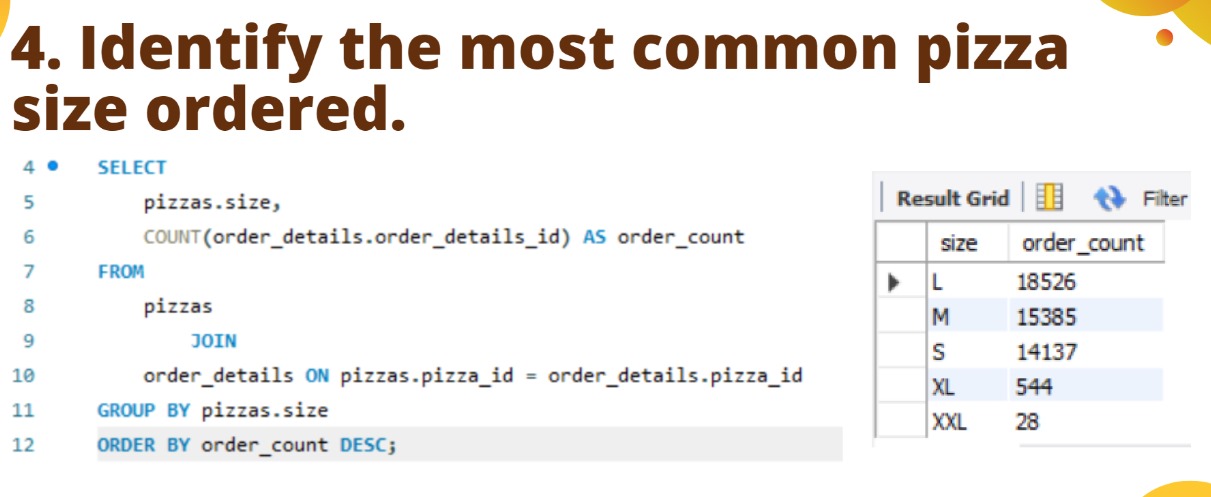 4. Identify the most common pizza
size ordered.
4 SELECT
5 pizzas.size,
6 COUNT(order_details.order_details_id) AS order_count
7 FROM
8 pizzas
9 JOIN
10 order_details ON pizzas.pizza_id = order_details.pizza_id
11 GROUP BY pizzas.size
12 ORDER BY order_count DESC;
Result Grid Filter
size order_count
L 18526
M 15385
S 14137
XL 544
XXL 28